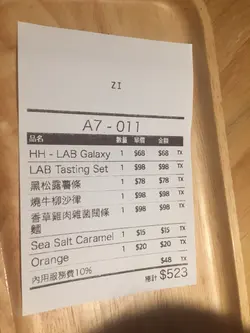 ZI
A7 - 011
品名 數量 單價 金額
HH - LAB Galaxy 1 $68 $68 TX
LAB Tasting Set 1 $98 $98 TX
黑松露薯條 1 $78 $78 TX
燒牛柳沙律 1 $98 $98 TX
香草雞肉雜菌闊條 1 $98 $98 TX
麵
Sea Salt Caramel 1 $15 $15 TX
Orange 1 $20 $20 TX
內用服務費10% $48 TX
總計 $523